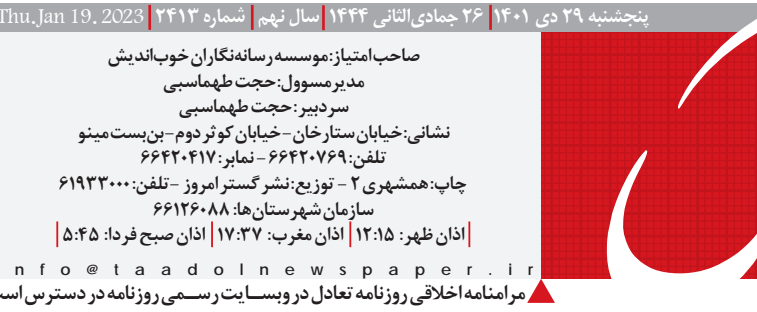 پنجشنبه ۲۹ دی ۱۴۰۱ | ۲۶ جمادی‌الثانی ۱۴۴۴ | سال نهم | شماره ۲۴۱۳ | Thu.Jan 19. 2023
صاحب‌امتیاز: موسسه رسانه‌نگاران خوب‌اندیش
مدیرمسوول: حجت طهماسبی
سردبیر: حجت طهماسبی
نشانی: خیابان ستارخان - خیابان کوثر دوم - بن‌بست مینو
تلفن: ۶۶۴۲۰۷۶۹ - نمابر: ۶۶۴۲۰۴۱۷
چاپ: همشهری ۲ - توزیع: نشر گستر امروز - تلفن: ۶۱۹۳۳۰۰۰
سازمان شهرستان‌ها: ۶۶۱۲۶۰۸۸
| اذان ظهر: ۱۲:۱۵ | اذان مغرب: ۱۷:۳۷ | اذان صبح فردا: ۵:۴۵ |
nfo@taadolnewspaper.ir
مرامنامه اخلاقی روزنامه تعادل در وبسـایت رسـمی روزنامه در دسترس است